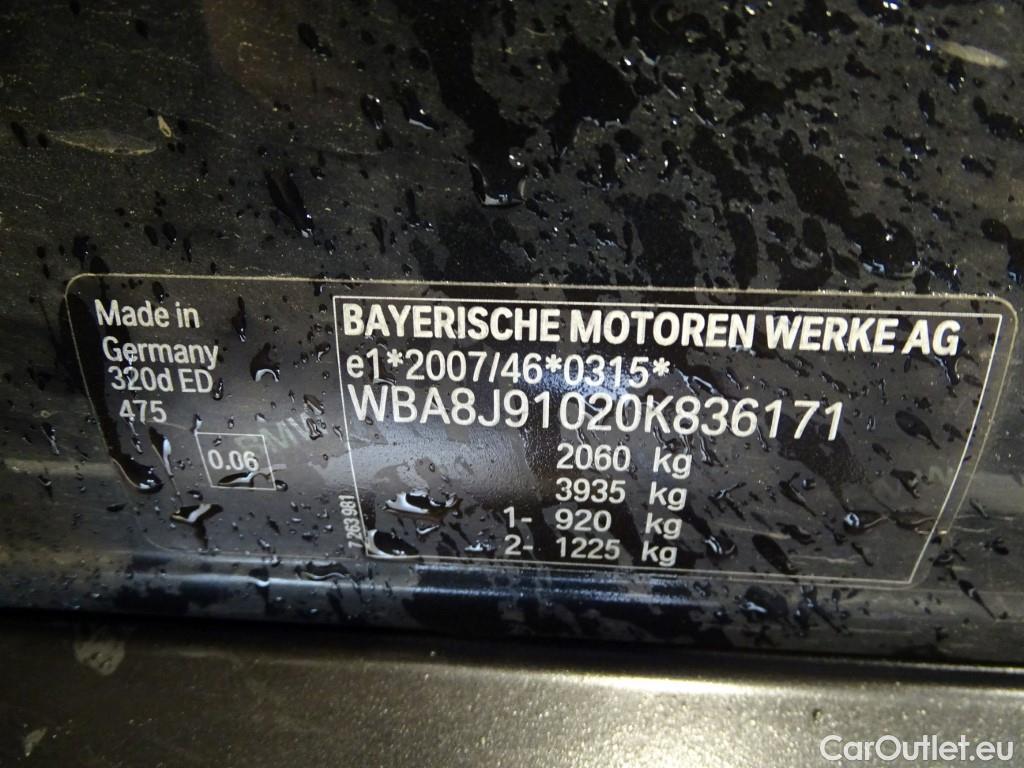 Made in
Germany
320d ED
475
0.06
7 263 981
BAYERISCHE MOTOREN WERKE AG
e1*2007/46*0315*
WBA8J91020K836171
2060 kg
3935 kg
1- 920 kg
2- 1225 kg
CarOutlet.eu